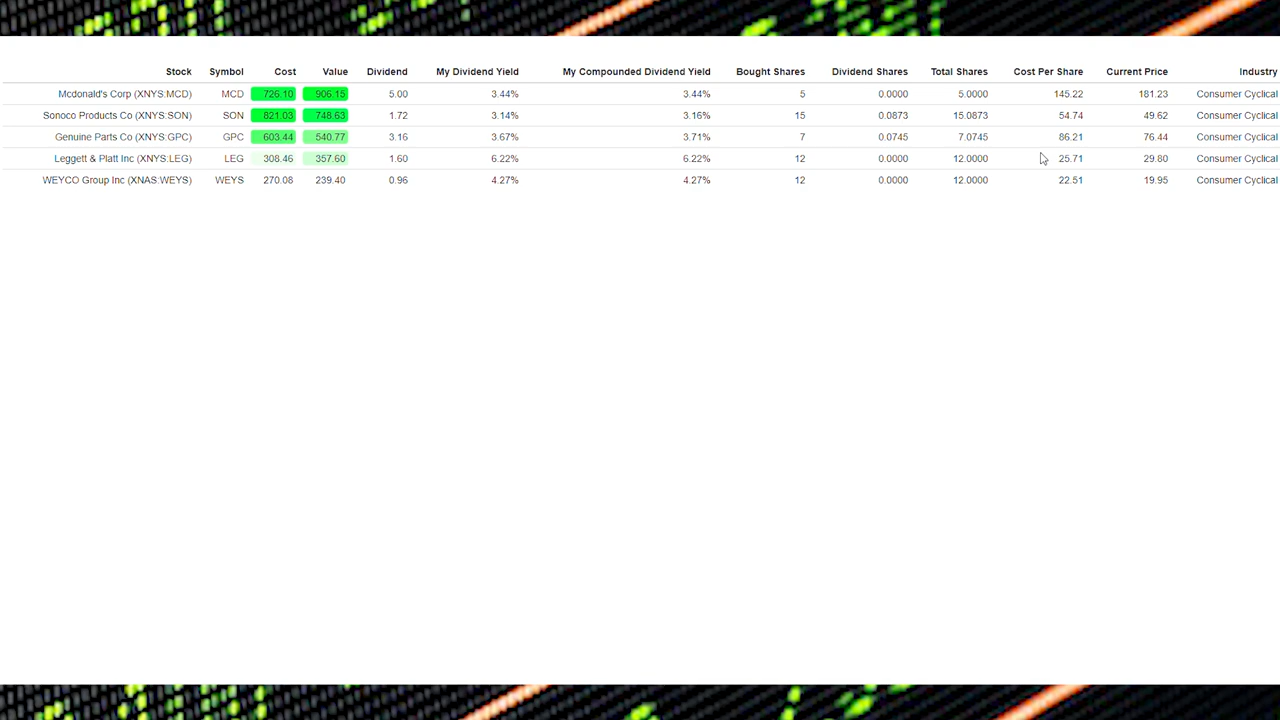 Stock Symbol Cost Value Dividend My Dividend Yield My Compounded Dividend Yield Bought Shares Dividend Shares Total Shares Cost Per Share Current Price Industry
Mcdonald's Corp (XNYS:MCD) MCD 726.10 906.15 5.00 3.44% 3.44% 5 0.0000 5.0000 145.22 181.23 Consumer Cyclical
Sonoco Products Co (XNYS:SON) SON 821.03 748.63 1.72 3.14% 3.16% 15 0.0873 15.0873 54.74 49.62 Consumer Cyclical
Genuine Parts Co (XNYS:GPC) GPC 603.44 540.77 3.16 3.67% 3.71% 7 0.0745 7.0745 86.21 76.44 Consumer Cyclical
Leggett & Platt Inc (XNYS:LEG) LEG 308.46 357.60 1.60 6.22% 6.22% 12 0.0000 12.0000 25.71 29.80 Consumer Cyclical
WEYCO Group Inc (XNAS:WEYS) WEYS 270.08 239.40 0.96 4.27% 4.27% 12 0.0000 12.0000 22.51 19.95 Consumer Cyclical